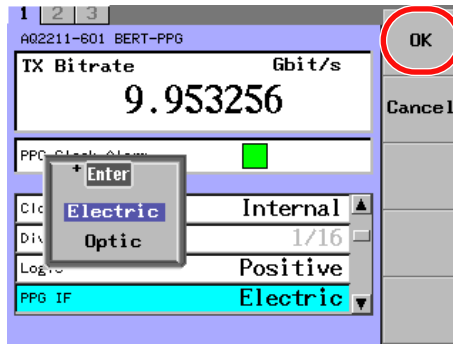 1 2 3
AQ2211-601 BERT-PPG
OK
TX Bitrate Gbit/s
9.953256
Cancel
PPG Clock Alarm
Enter
Electric
Optic
Internal
1/16
Logic Positive
PPG IF Electric